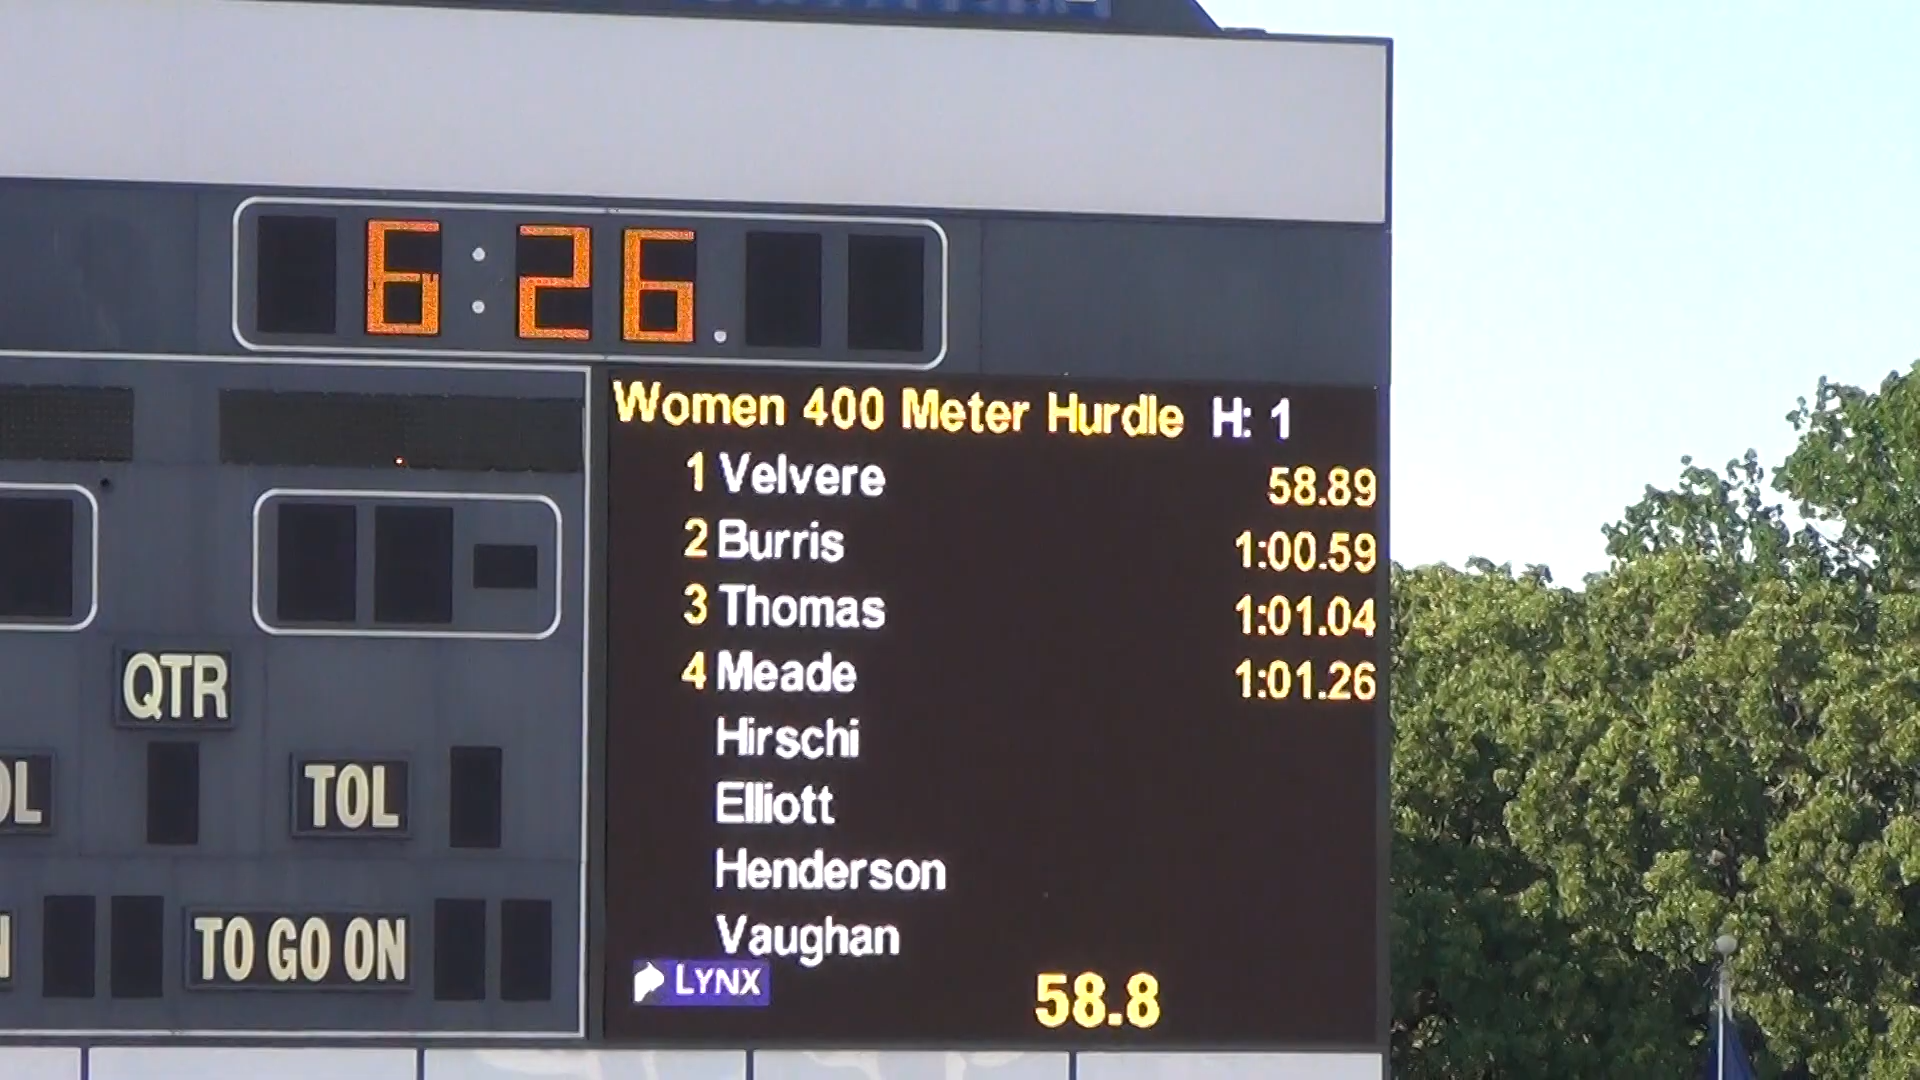 6:26.
Women 400 Meter Hurdle H: 1
1 Velvere 58.89
2 Burris 1:00.59
3 Thomas 1:01.04
4 Meade 1:01.26
Hirschi
Elliott
Henderson
Vaughan
LYNX 58.8
QTR
OL TOL
TO GO ON